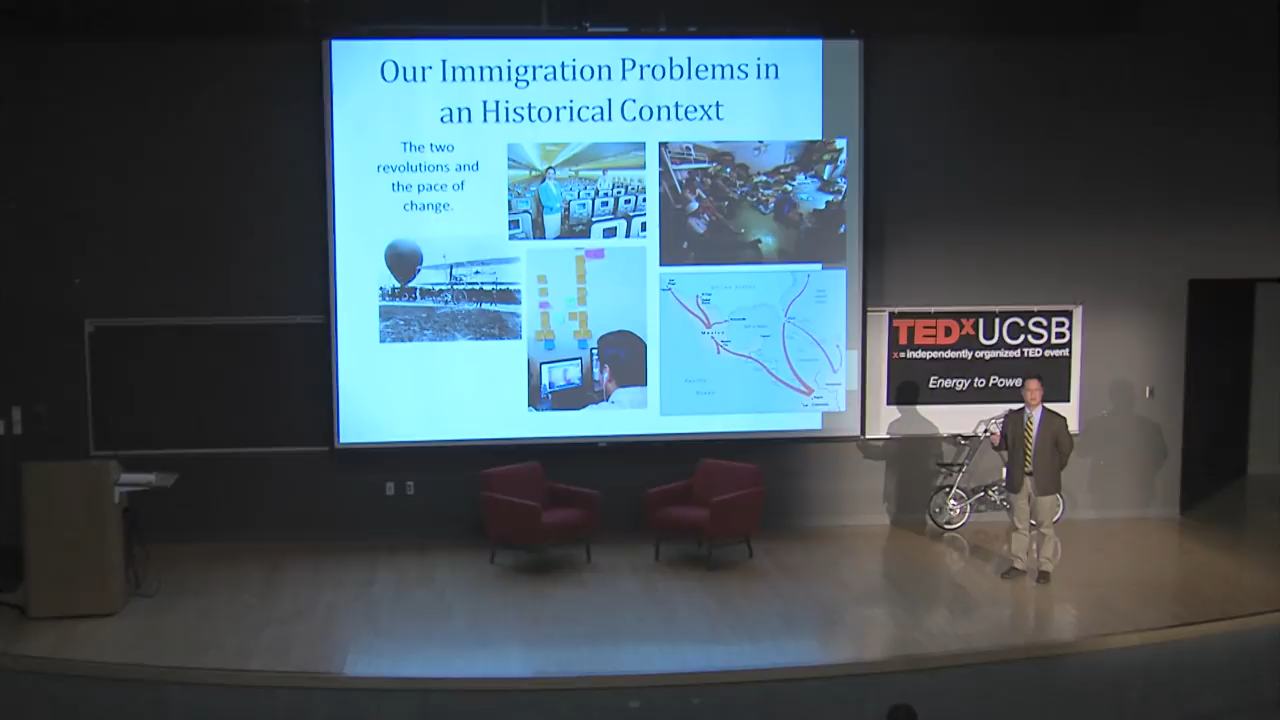 Our Immigration Problems in
an Historical Context
The two
revolutions and
the pace of
change.
TEDxUCSB
x = independently organized TED event
Energy to Powe